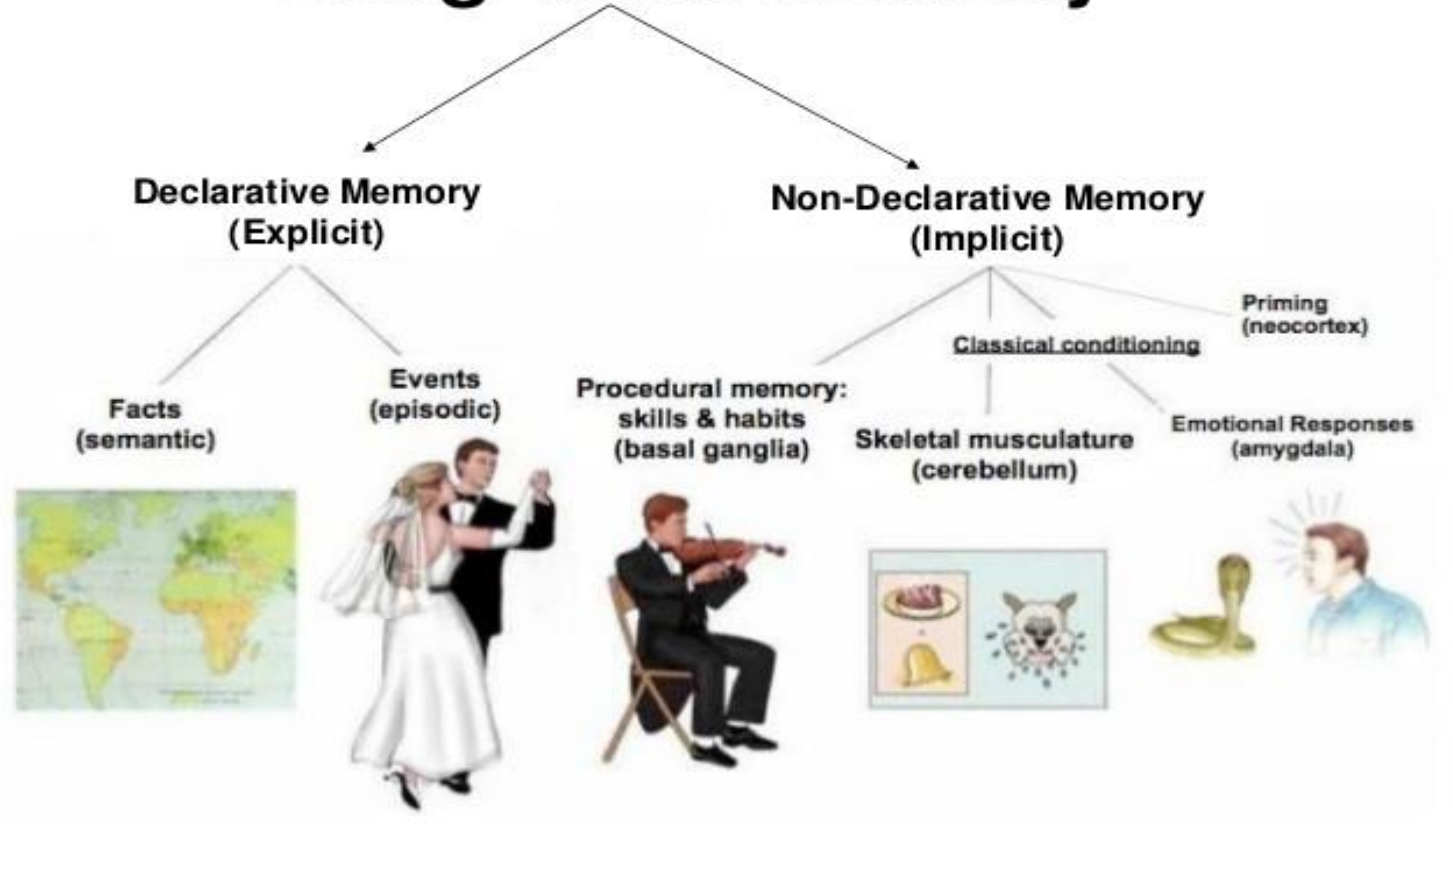 Declarative Memory
(Explicit)
Non-Declarative Memory
(Implicit)
Facts
(semantic)
Events
(episodic)
Procedural memory:
skills & habits
(basal ganglia)
Classical conditioning
Skeletal musculature
(cerebellum)
Emotional Responses
(amygdala)
Priming
(neocortex)